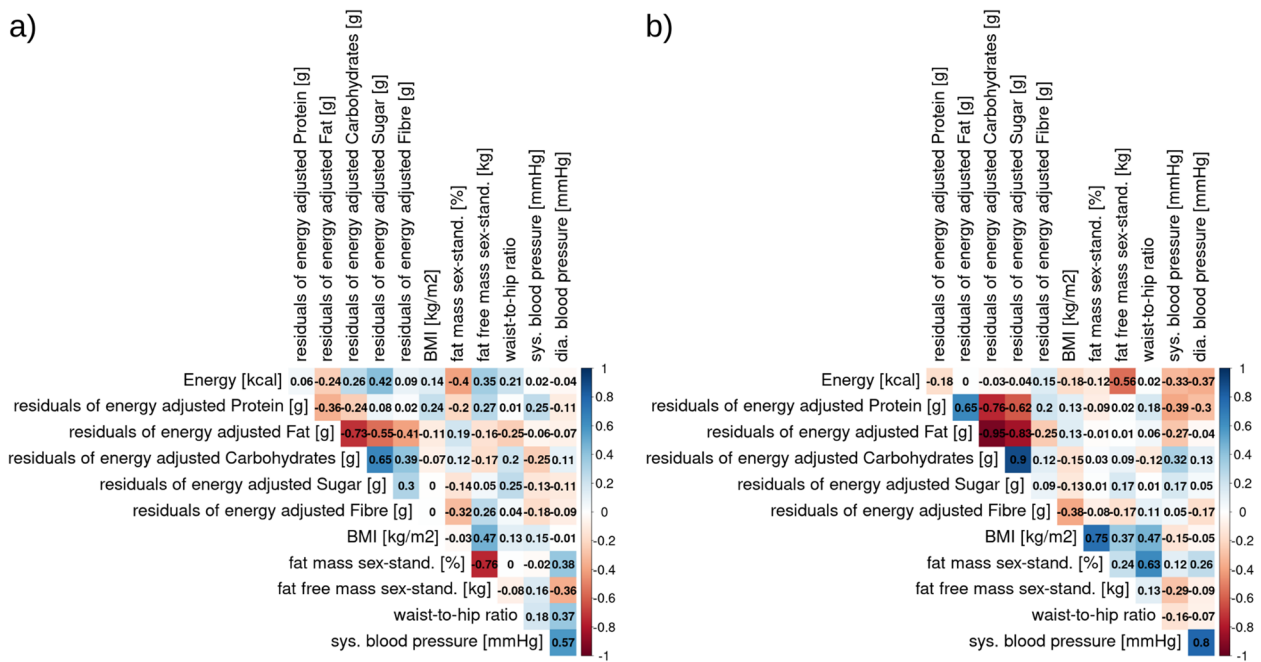 a)
residuals of energy adjusted Protein [g]
residuals of energy adjusted Fat [g]
residuals of energy adjusted Carbohydrates [g]
residuals of energy adjusted Sugar [g]
residuals of energy adjusted Fibre [g]
BMI [kg/m2]
fat mass sex-stand. [%]
fat free mass sex-stand. [kg]
waist-to-hip ratio
sys. blood pressure [mmHg]
dia. blood pressure [mmHg]
Energy [kcal] 0.06 -0.24 0.26 0.42 0.09 0.14 -0.4 0.35 0.21 0.02 -0.04
residuals of energy adjusted Protein [g] -0.36 -0.24 0.08 0.02 0.24 -0.2 0.27 0.01 0.25 -0.11
residuals of energy adjusted Fat [g] -0.73 -0.55 -0.41 -0.11 0.19 -0.16 -0.25 -0.06 -0.07
residuals of energy adjusted Carbohydrates [g] 0.65 0.39 -0.07 0.12 -0.17 0.2 -0.25 0.11
residuals of energy adjusted Sugar [g] 0.3 0 -0.14 0.05 0.25 -0.13 -0.11
residuals of energy adjusted Fibre [g] 0 -0.32 0.26 0.04 -0.18 -0.09
BMI [kg/m2] -0.03 0.47 0.13 0.15 -0.01
fat mass sex-stand. [%] -0.76 0 -0.02 0.38
fat free mass sex-stand. [kg] -0.08 0.16 -0.36
waist-to-hip ratio 0.18 0.37
sys. blood pressure [mmHg] 0.57
1
0.8
0.6
0.4
0.2
0
-0.2
-0.4
-0.6
-0.8
-1
b)
residuals of energy adjusted Protein [g]
residuals of energy adjusted Fat [g]
residuals of energy adjusted Carbohydrates [g]
residuals of energy adjusted Sugar [g]
residuals of energy adjusted Fibre [g]
BMI [kg/m2]
fat mass sex-stand. [%]
fat free mass sex-stand. [kg]
waist-to-hip ratio
sys. blood pressure [mmHg]
dia. blood pressure [mmHg]
Energy [kcal] -0.18 0 -0.03 -0.04 0.15 -0.18 -0.12 -0.56 0.02 -0.33 -0.37
residuals of energy adjusted Protein [g] 0.65 -0.76 -0.62 0.2 0.13 -0.09 -0.02 0.18 -0.39 -0.3
residuals of energy adjusted Fat [g] -0.95 -0.83 -0.25 0.13 -0.01 -0.01 0.06 -0.27 -0.04
residuals of energy adjusted Carbohydrates [g] 0.9 0.12 -0.15 -0.03 0.09 -0.12 0.32 0.13
residuals of energy adjusted Sugar [g] 0.09 -0.13 0.01 0.17 0.01 0.17 0.05
residuals of energy adjusted Fibre [g] -0.38 -0.08 -0.17 0.11 0.05 -0.17
BMI [kg/m2] 0.75 0.37 0.47 -0.15 -0.05
fat mass sex-stand. [%] 0.24 0.63 0.12 0.26
fat free mass sex-stand. [kg] 0.13 -0.29 -0.09
waist-to-hip ratio -0.16 -0.07
sys. blood pressure [mmHg] 0.8
1
0.8
0.6
0.4
0.2
0
-0.2
-0.4
-0.6
-0.8
-1